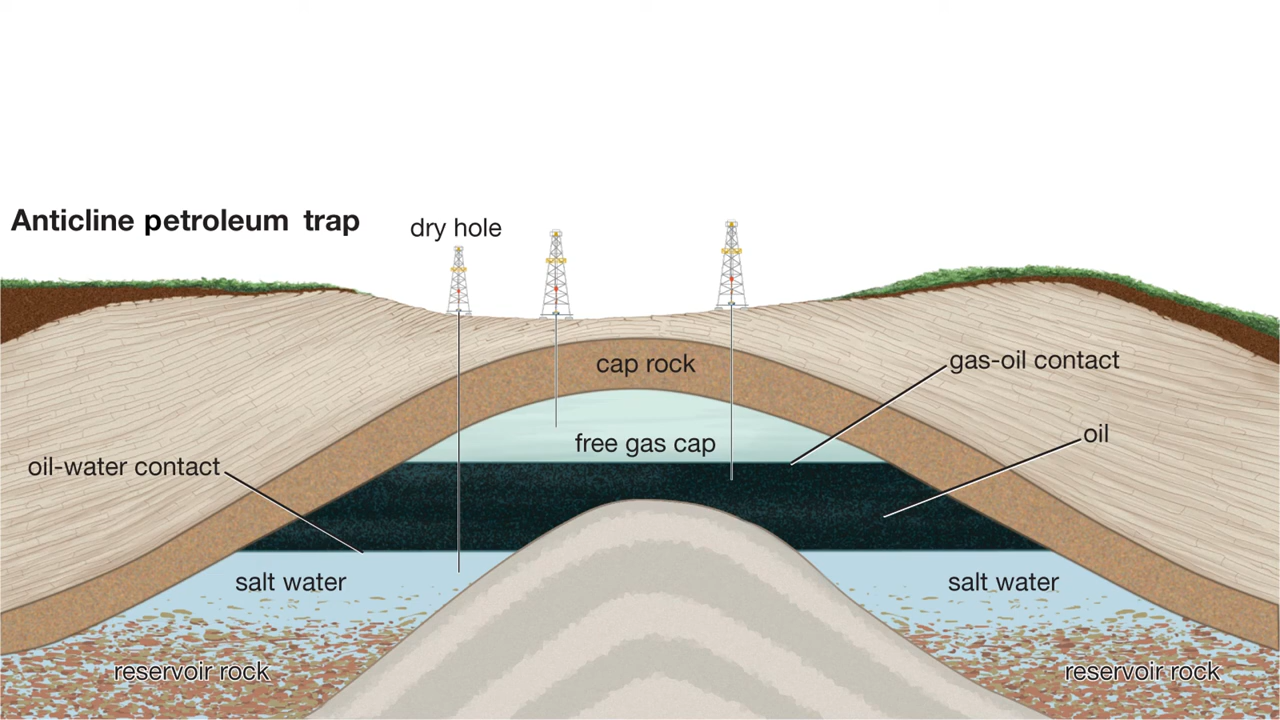 Anticline petroleum trap
dry hole
cap rock
gas-oil contact
free gas cap
oil
oil-water contact
salt water
salt water
reservoir rock
reservoir rock